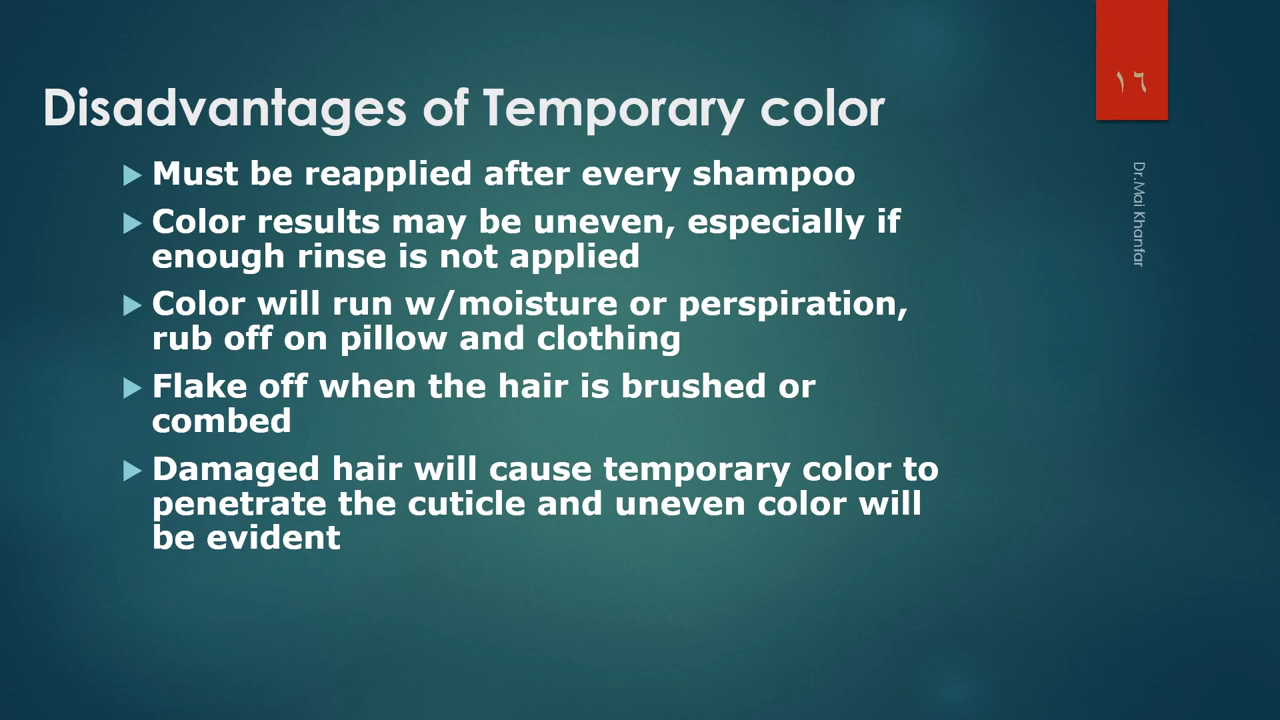 ١٦
Disadvantages of Temporary color
Must be reapplied after every shampoo
Color results may be uneven, especially if
enough rinse is not applied
Color will run w/moisture or perspiration,
rub off on pillow and clothing
Flake off when the hair is brushed or
combed
Damaged hair will cause temporary color to
penetrate the cuticle and uneven color will
be evident
Dr.Mai Khanfar